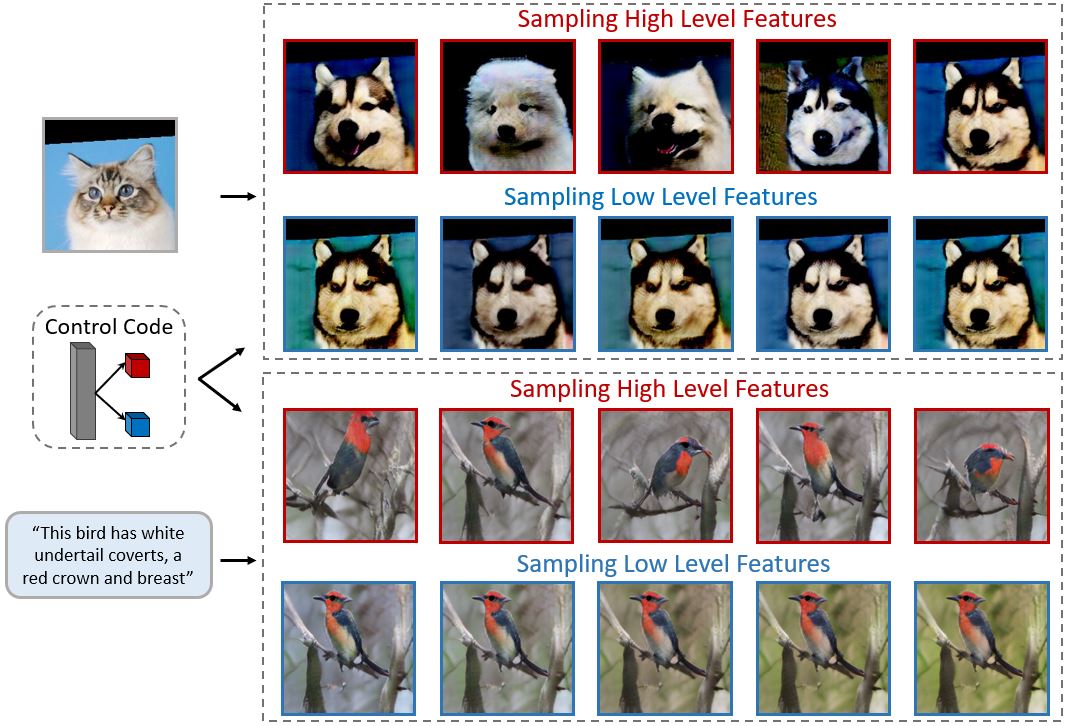 Sampling High Level Features
Sampling Low Level Features
Control Code
Sampling High Level Features
“This bird has white
undertail coverts, a
red crown and breast”
Sampling Low Level Features